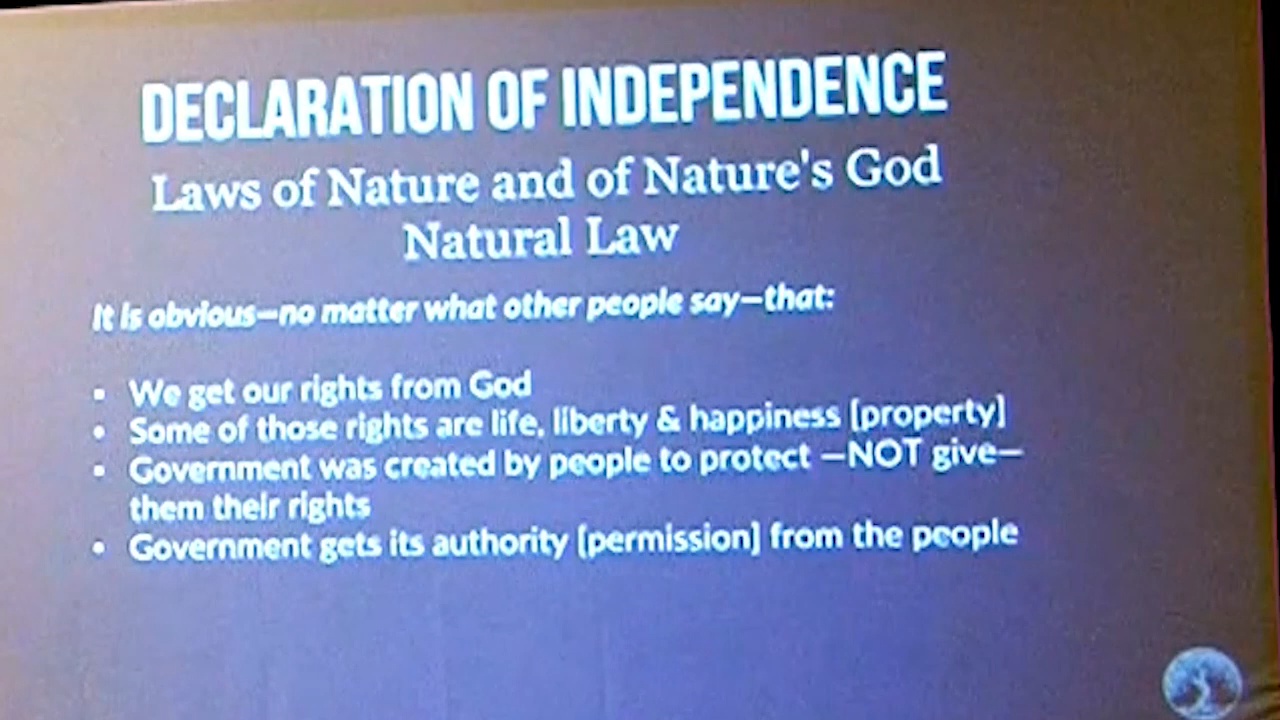 DECLARATION OF INDEPENDENCE
Laws of Nature and of Nature's God
Natural Law
It is obvious—no matter what other people say—that:
• We get our rights from God
• Some of those rights are life, liberty & happiness [property]
• Government was created by people to protect —NOT give—
them their rights
• Government gets its authority [permission] from the people